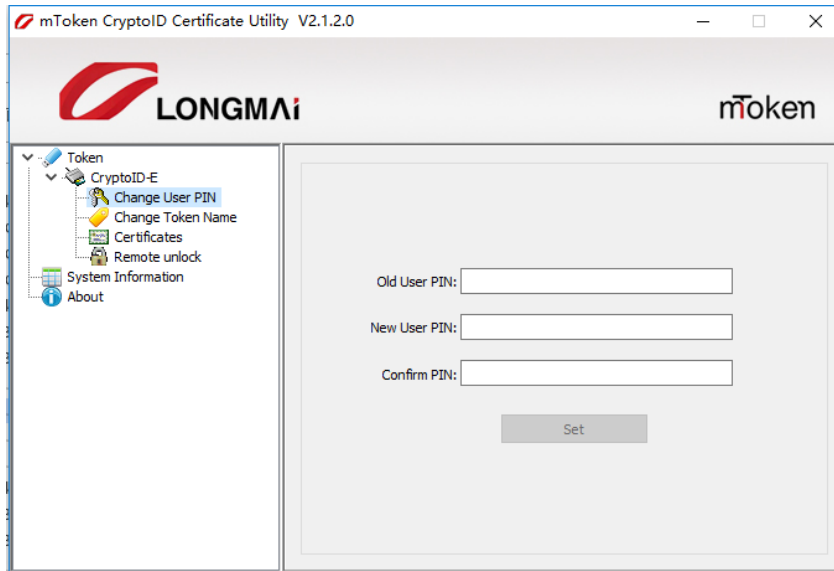 mToken CryptoID Certificate Utility V2.1.2.0
LONGMAi
mToken
Token
CryptoID-E
Change User PIN
Change Token Name
Certificates
Remote unlock
System Information
About
Old User PIN:
New User PIN:
Confirm PIN:
Set